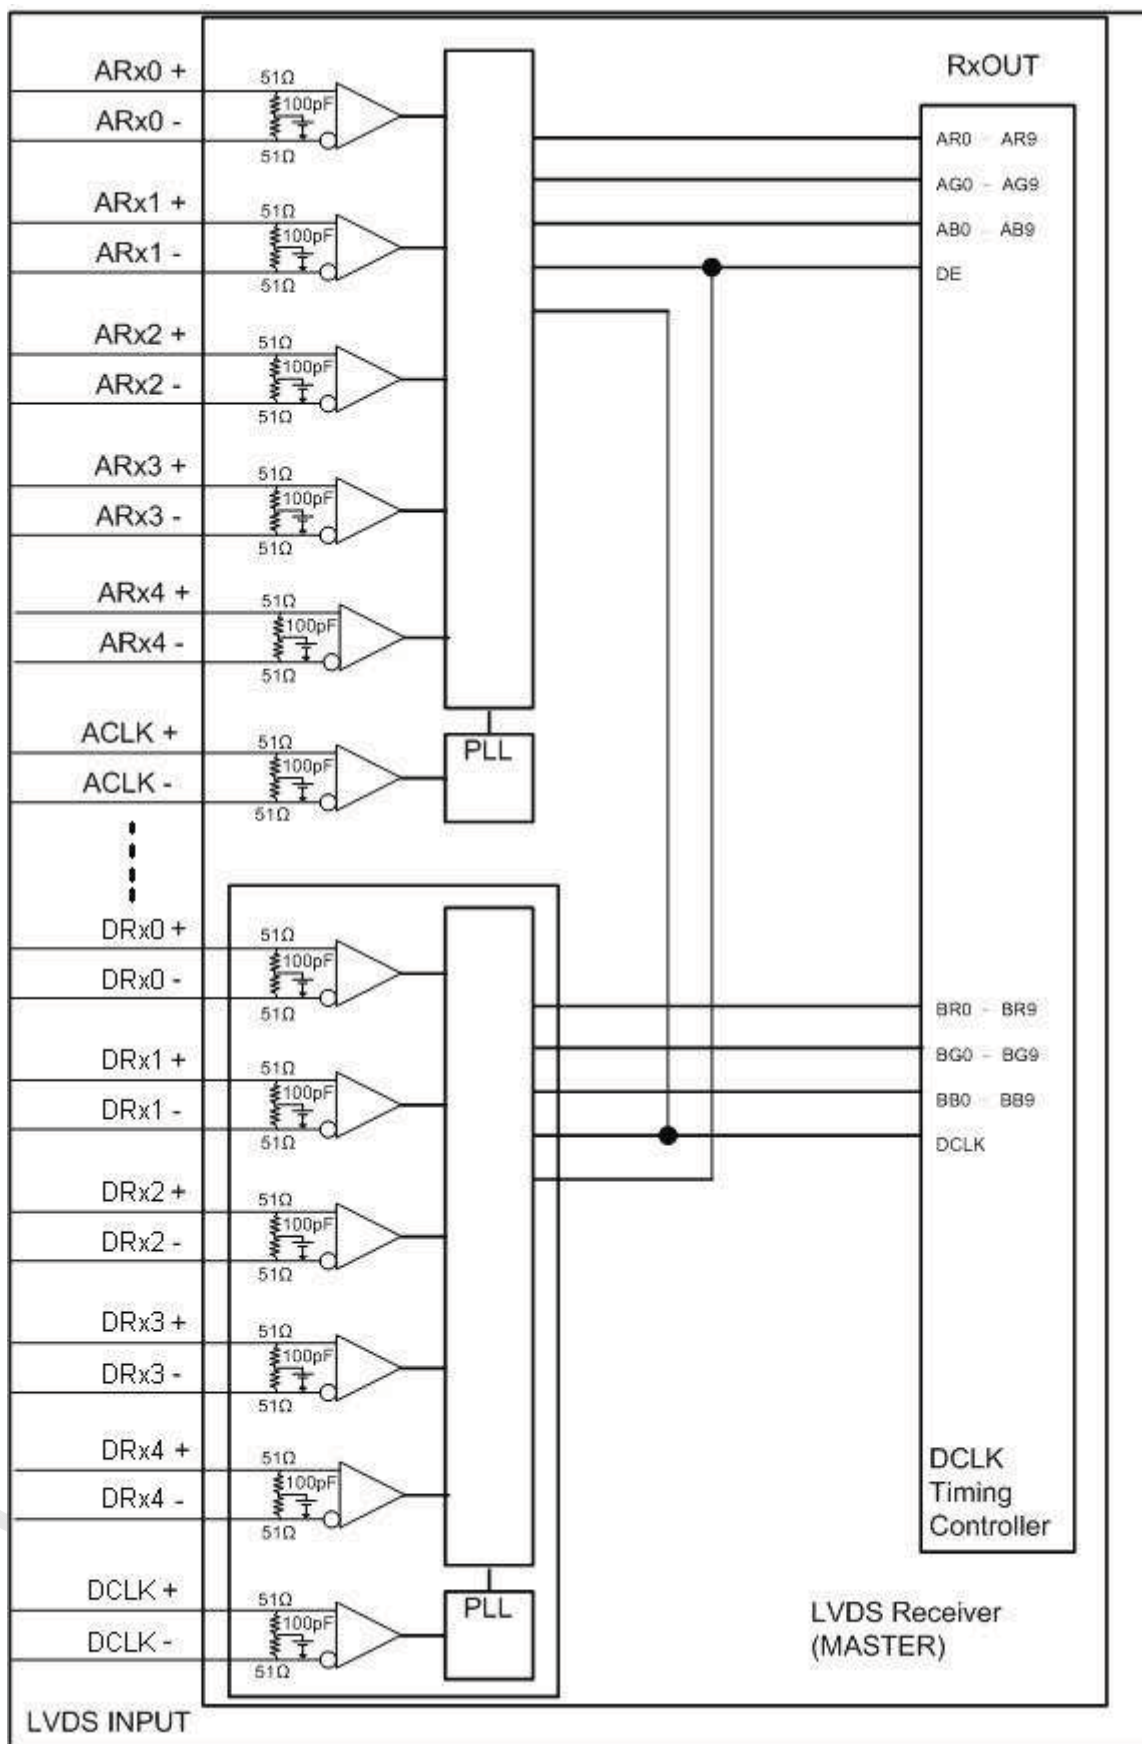 RxOUT
ARx0 +
51Ω
100pF
ARx0 -
51Ω
AR0 - AR9
AG0 - AG9
ARx1 +
51Ω
100pF
AB0 - AB9
ARx1 -
51Ω
DE
ARx2 +
51Ω
100pF
ARx2 -
51Ω
ARx3 +
51Ω
100pF
ARx3 -
51Ω
ARx4 +
51Ω
100pF
ARx4 -
51Ω
ACLK +
51Ω
PLL
100pF
ACLK -
51Ω
DRx0 +
51Ω
100pF
DRx0 -
51Ω
BR0 - BR9
DRx1 +
51Ω
BG0 - BG9
100pF
DRx1 -
BB0 - BB9
51Ω
DCLK
DRx2 +
51Ω
100pF
DRx2 -
51Ω
DRx3 +
51Ω
100pF
DRx3 -
51Ω
DRx4 +
51Ω
100pF
DRx4 -
51Ω
DCLK
Timing
Controller
DCLK +
51Ω
PLL
100pF
DCLK -
51Ω
LVDS Receiver
(MASTER)
LVDS INPUT